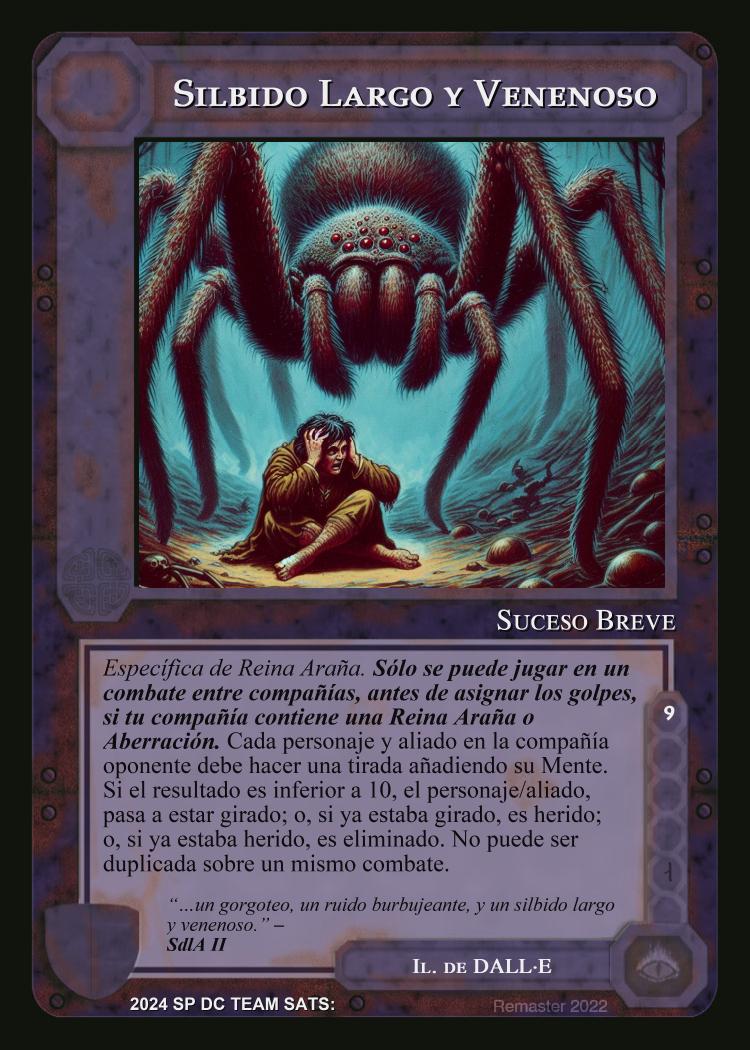 Silbido Largo y Venenoso
Suceso Breve
Específica de Reina Araña. Sólo se puede jugar en un
combate entre compañías, antes de asignar los golpes,
si tu compañía contiene una Reina Araña o
Aberración. Cada personaje y aliado en la compañía
oponente debe hacer una tirada añadiendo su Mente.
Si el resultado es inferior a 10, el personaje/aliado,
pasa a estar girado; o, si ya estaba girado, es herido;
o, si ya estaba herido, es eliminado. No puede ser
duplicada sobre un mismo combate.
9
“...un gorgoteo, un ruido burbujeante, y un silbido largo
y venenoso.” –
SdlA II
Il. de DALL·E
2024 SP DC TEAM SATS:
Remaster 2022